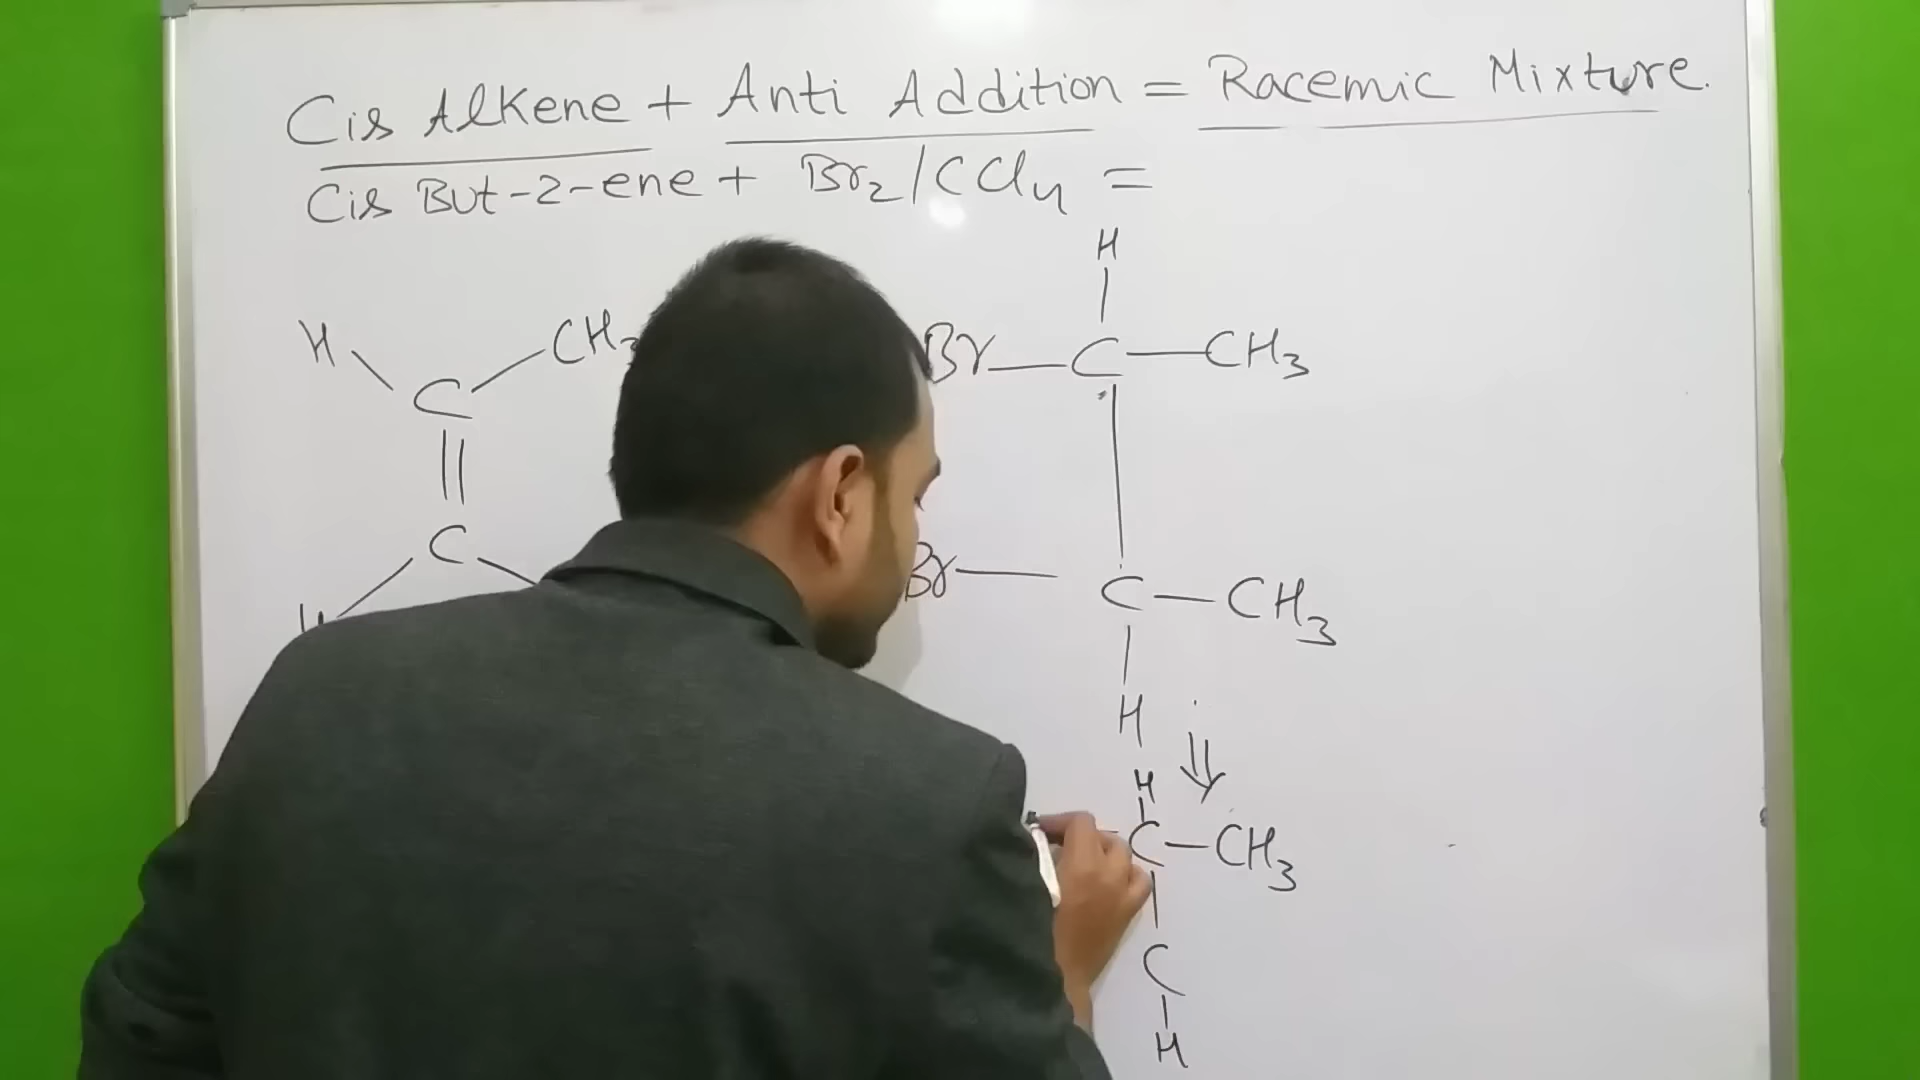 Cis Alkene + Anti Addition = Racemic Mixture.
Cis But-2-ene + Br2/CCl4 =
H
H CH3 Br C CH3
C
C Br C CH3
H
H
H
C CH3
C
H